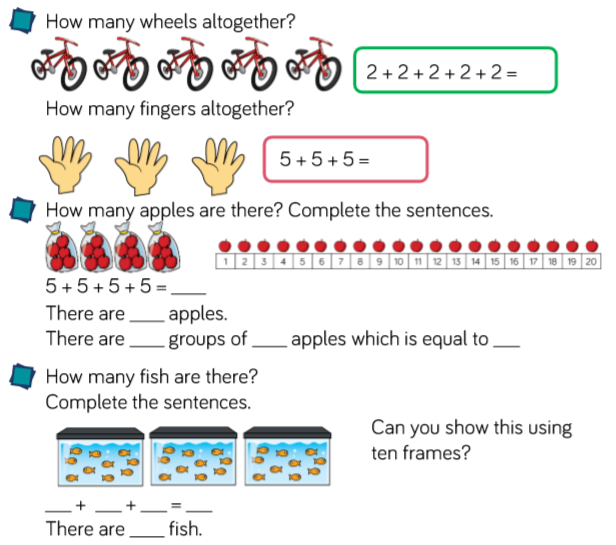 How many wheels altogether?
2 + 2 + 2 + 2 + 2 =
How many fingers altogether?
5 + 5 + 5 =
How many apples are there? Complete the sentences.
1 2 3 4 5 6 7 8 9 10 11 12 13 14 15 16 17 18 19 20
5 + 5 + 5 + 5 = ____
There are ____ apples.
There are ____ groups of ____ apples which is equal to ___
How many fish are there?
Complete the sentences.
Can you show this using
ten frames?
___ + ___ + ___ = ___
There are ____ fish.